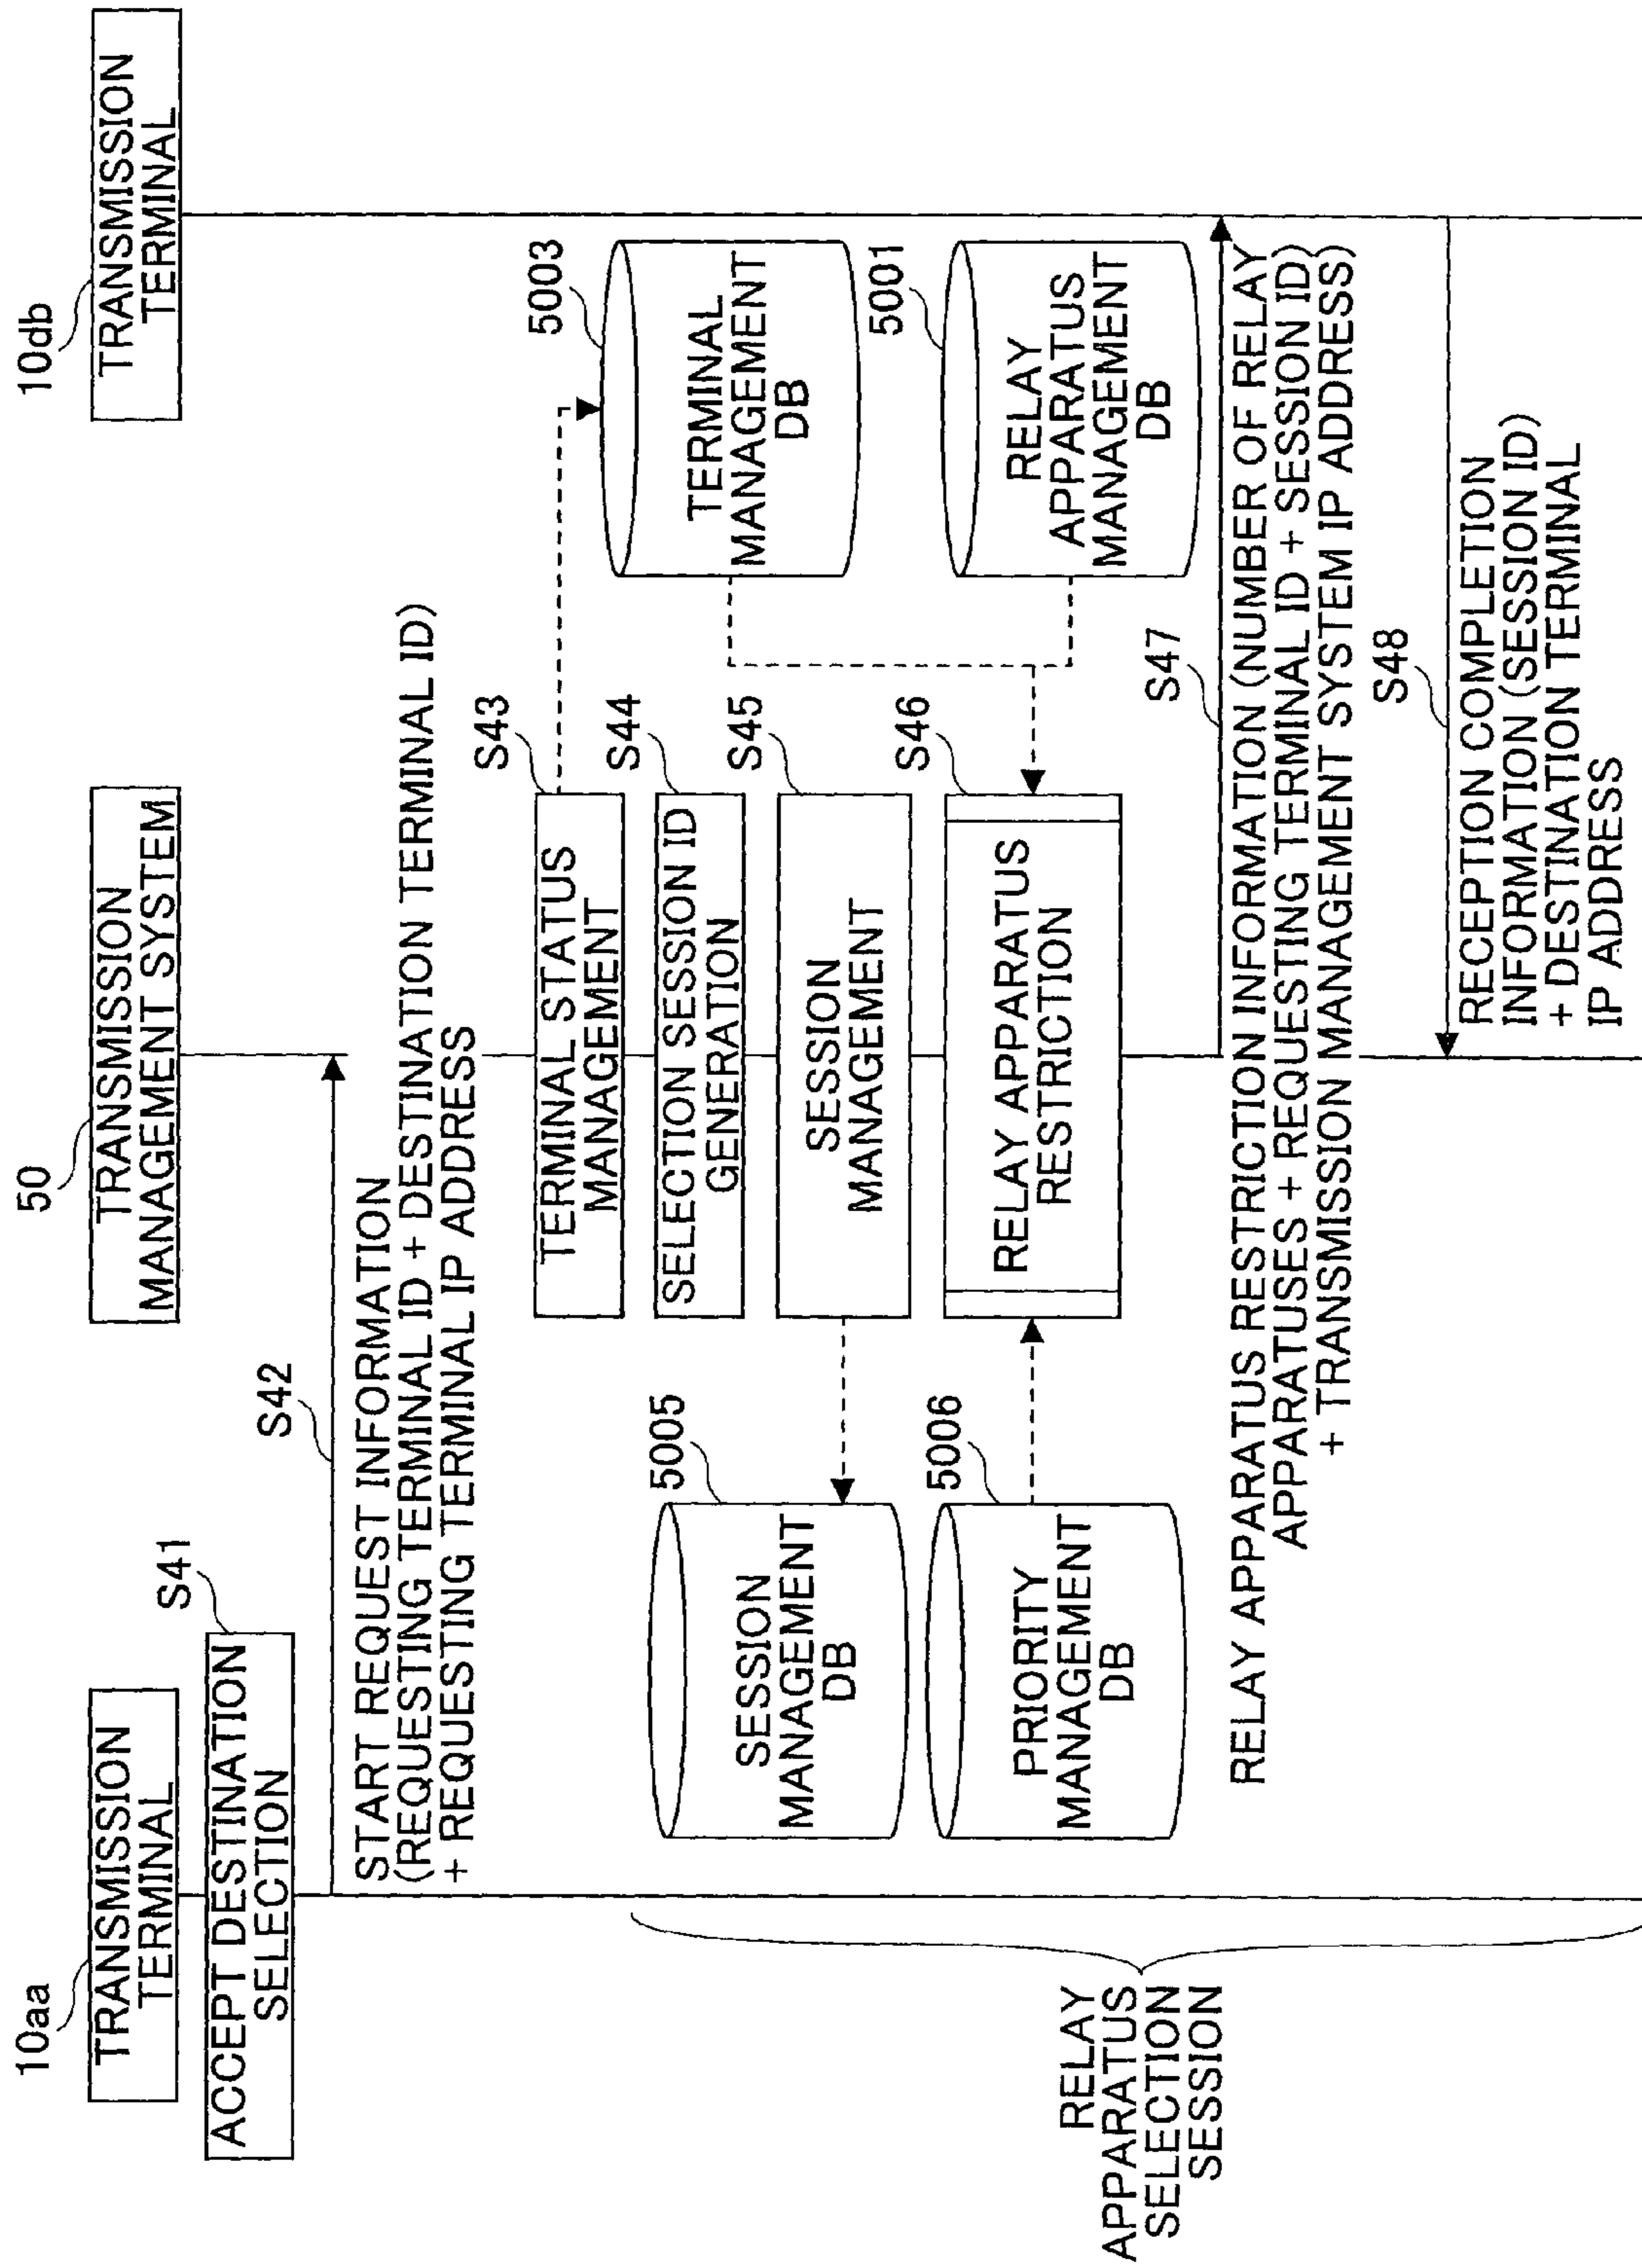 10aa
TRANSMISSION
TERMINAL
50
TRANSMISSION
MANAGEMENT SYSTEM
10db
TRANSMISSION
TERMINAL
S41
ACCEPT DESTINATION
SELECTION
S42
START REQUEST INFORMATION
(REQUESTING TERMINAL ID + DESTINATION TERMINAL ID)
+ REQUESTING TERMINAL IP ADDRESS
S43
TERMINAL STATUS
MANAGEMENT
5003
TERMINAL
MANAGEMENT
DB
S44
SELECTION SESSION ID
GENERATION
S45
SESSION
MANAGEMENT
5005
SESSION
MANAGEMENT
DB
S46
RELAY APPARATUS
RESTRICTION
5006
PRIORITY
MANAGEMENT
DB
5001
RELAY
APPARATUS
MANAGEMENT
DB
S47
RELAY APPARATUS RESTRICTION INFORMATION (NUMBER OF RELAY
APPARATUSES + REQUESTING TERMINAL ID + SESSION ID)
+ TRANSMISSION MANAGEMENT SYSTEM IP ADDRESS)
S48
RECEPTION COMPLETION
INFORMATION (SESSION ID)
+ DESTINATION TERMINAL
IP ADDRESS
RELAY
APPARATUS
SELECTION
SESSION